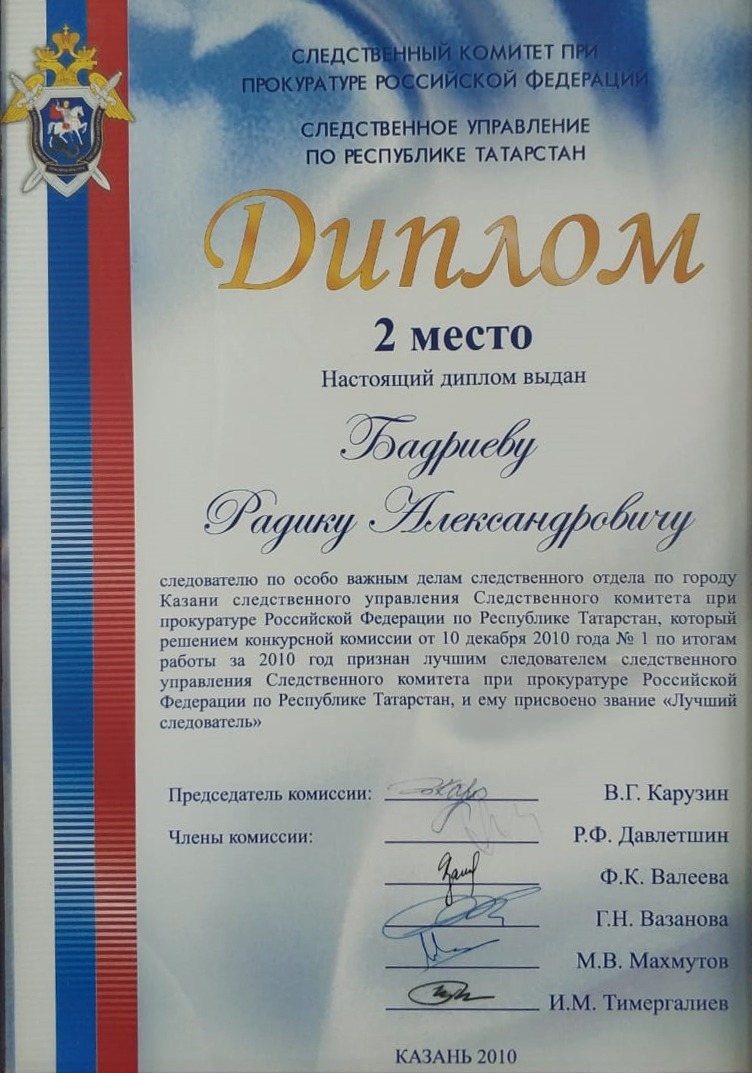 СЛЕДСТВЕННЫЙ КОМИТЕТ ПРИ
ПРОКУРАТУРЕ РОССИЙСКОЙ ФЕДЕРАЦИИ
СЛЕДСТВЕННОЕ УПРАВЛЕНИЕ
ПО РЕСПУБЛИКЕ ТАТАРСТАН
Диплом
2 место
Настоящий диплом выдан
Бадриеву
Радику Александровичу
следователю по особо важным делам следственного отдела по городу
Казани следственного управления Следственного комитета при
прокуратуре Российской Федерации по Республике Татарстан, который
решением конкурсной комиссии от 10 декабря 2010 года № 1 по итогам
работы за 2010 год признан лучшим следователем следственного
управления Следственного комитета при прокуратуре Российской
Федерации по Республике Татарстан, и ему присвоено звание «Лучший
следователь»
Председатель комиссии: В.Г. Карузин
Члены комиссии: Р.Ф. Давлетшин
Ф.К. Валеева
Г.Н. Вазанова
М.В. Махмутов
И.М. Тимергалиев
КАЗАНЬ 2010